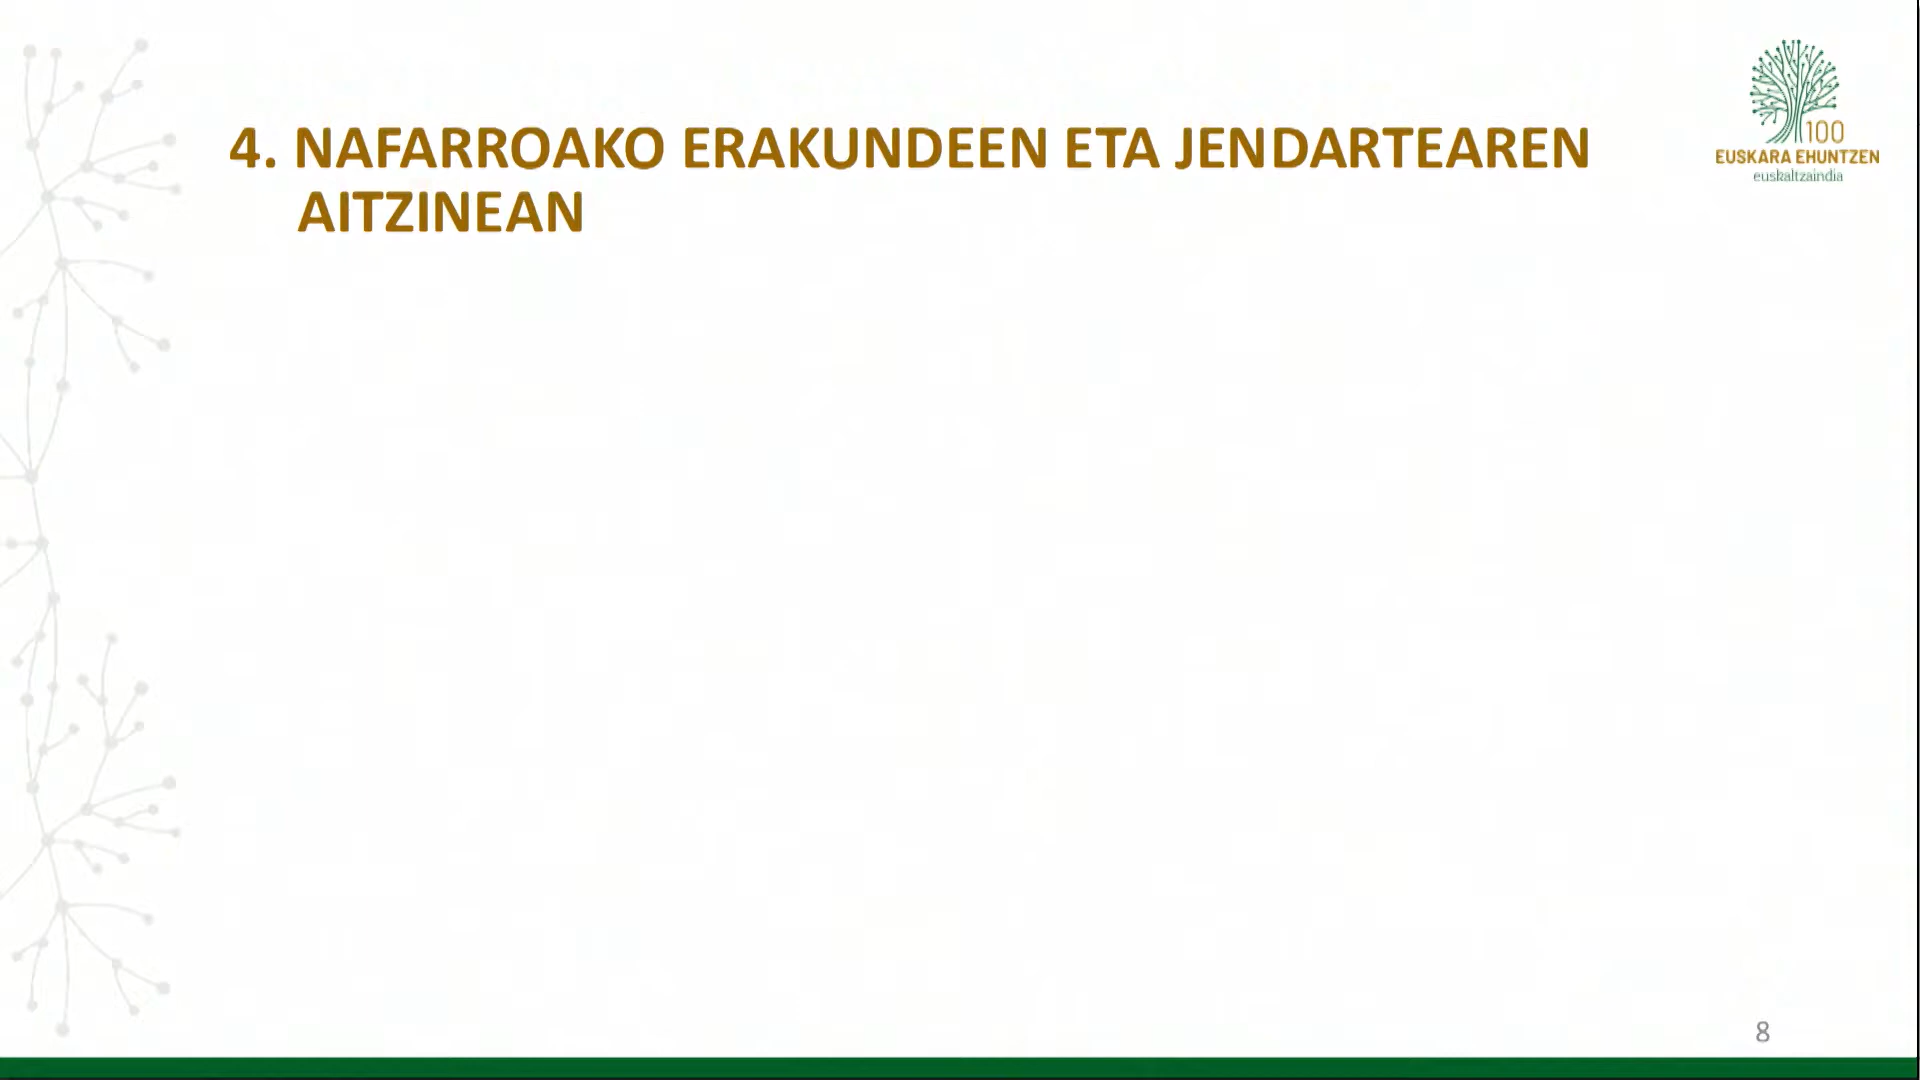 4. NAFARROAKO ERAKUNDEEN ETA JENDARTEAREN
AITZINEAN
100
EUSKARA EHUNTZEN
euskaltzaindia
8